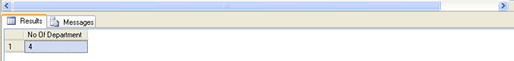 Results Messages
No Of Department
1 4